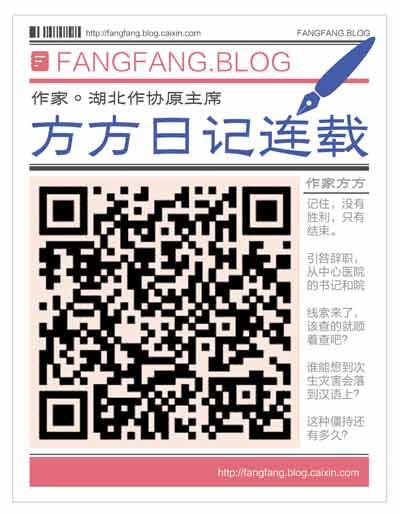 http://fangfang.blog.caixin.com FANGFANG.BLOG
FANGFANG.BLOG
作家。湖北作协原主席
方方日记连载
作家方方
记住，没有
胜利，只有
结束。
引咎辞职，
从中心医院
的书记和院
线索来了，
该查的就顺
着查吧？
谁能想到次
生灾害会落
到汉语上？
这种僵持还
有多久？
http://fangfang.blog.caixin.com